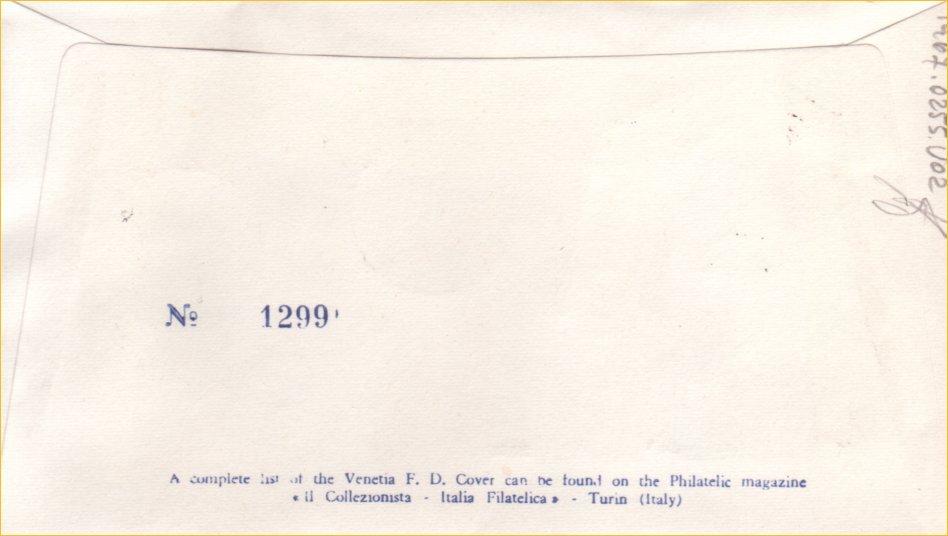 № 1299
A complete list of the Venetia F. D. Cover can be found on the Philatelic magazine
« Il Collezionista - Italia Filatelica » - Turin (Italy)